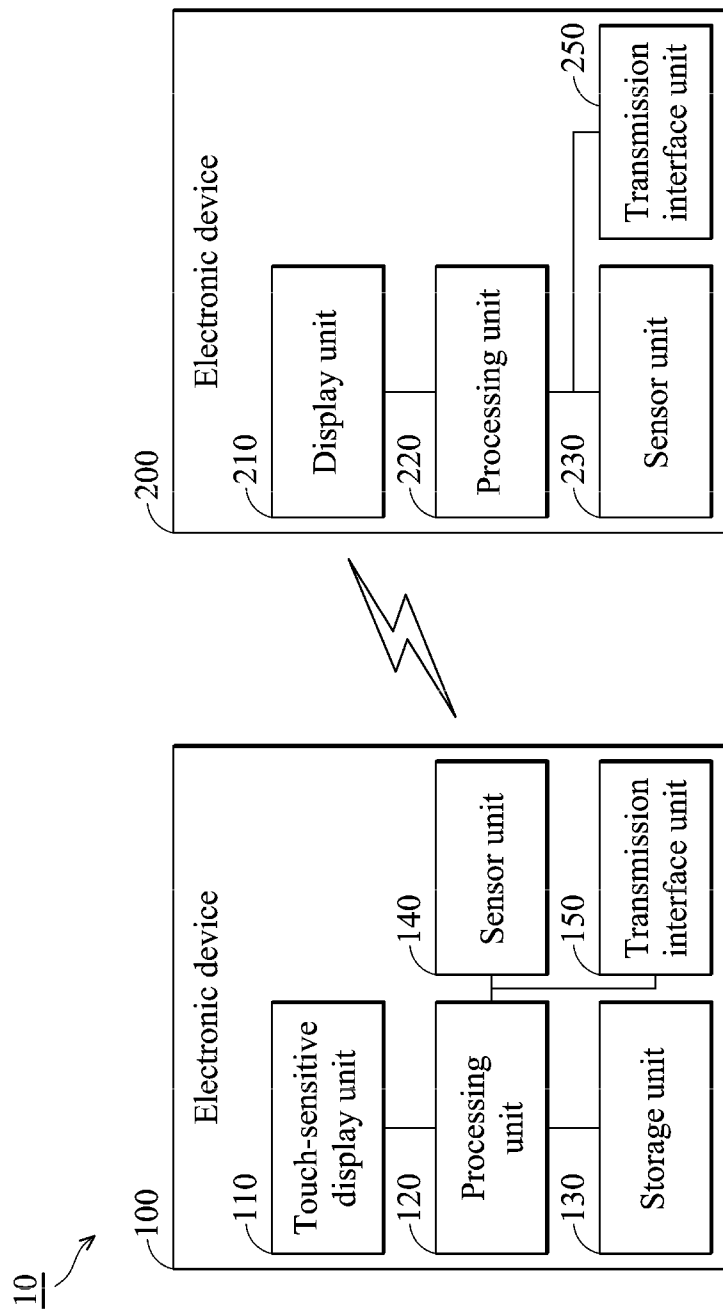 10
100
Electronic device
110
Touch-sensitive
display unit
120
Processing
unit
130
Storage unit
140
Sensor unit
150
Transmission
interface unit
200
Electronic device
210
Display unit
220
Processing unit
230
Sensor unit
250
Transmission
interface unit